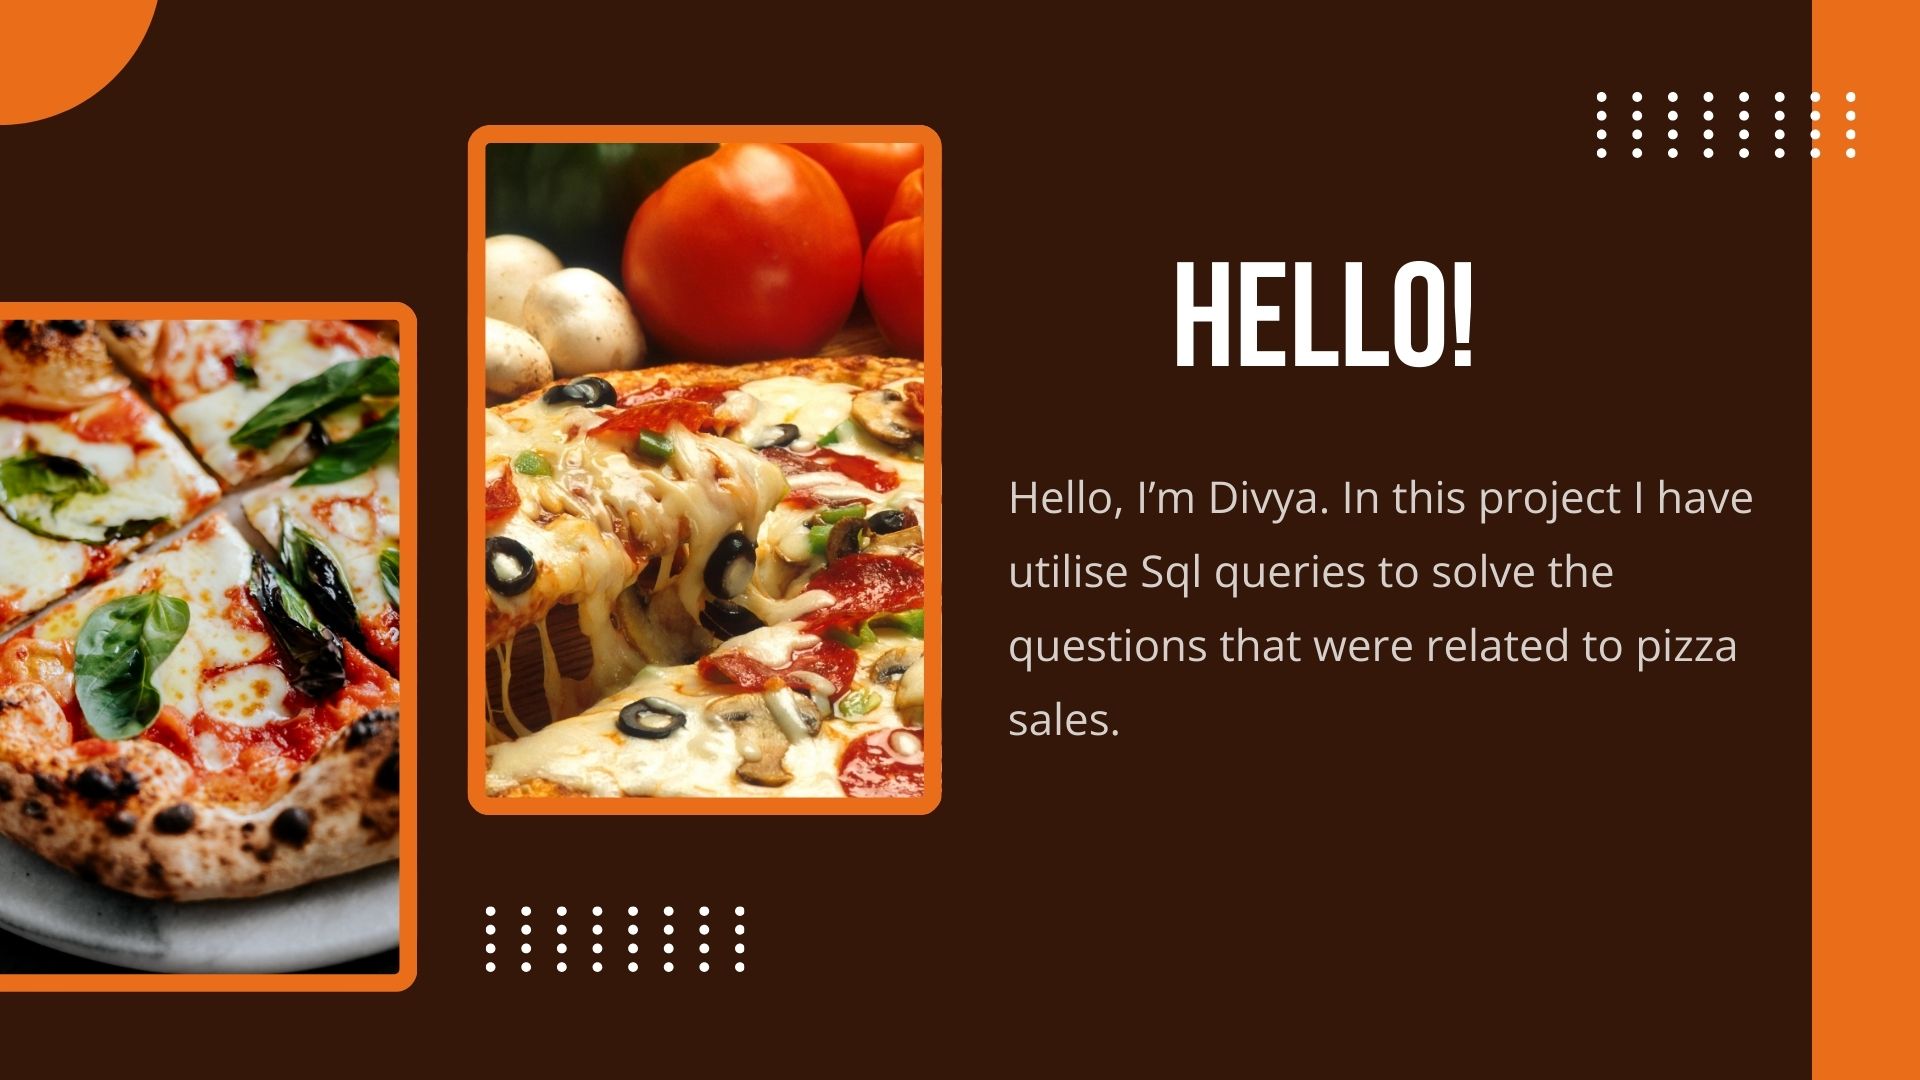 HELLO!
Hello, I’m Divya. In this project I have
utilise Sql queries to solve the
questions that were related to pizza
sales.